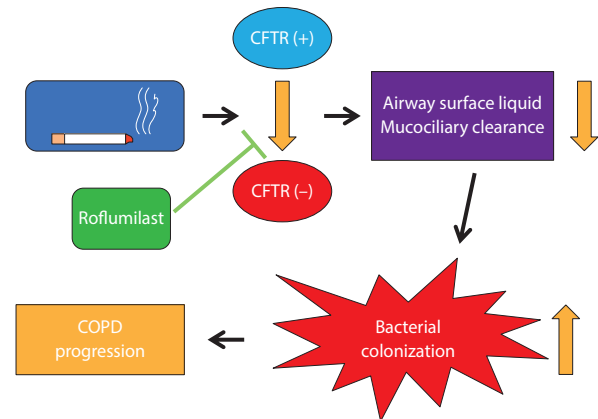 CFTR (+)
Airway surface liquid
Mucociliary clearance
CFTR (–)
Roflumilast
Bacterial
colonization
COPD
progression